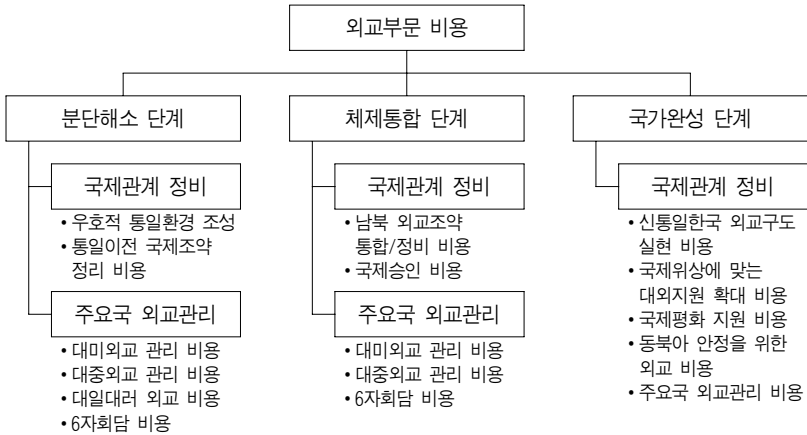 외교부문 비용
분단해소 단계
국제관계 정비
• 우호적 통일환경 조성
• 통일이전 국제조약
정리 비용
주요국 외교관리
• 대미외교 관리 비용
• 대중외교 관리 비용
• 대일대러 외교 비용
• 6자회담 비용
체제통합 단계
국제관계 정비
• 남북 외교조약
통합/정비 비용
• 국제승인 비용
주요국 외교관리
• 대미외교 관리 비용
• 대중외교 관리 비용
• 6자회담 비용
국가완성 단계
국제관계 정비
• 신통일한국 외교구도
실현 비용
• 국제위상에 맞는
대외지원 확대 비용
• 국제평화 지원 비용
• 동북아 안정을 위한
외교 비용
• 주요국 외교관리 비용